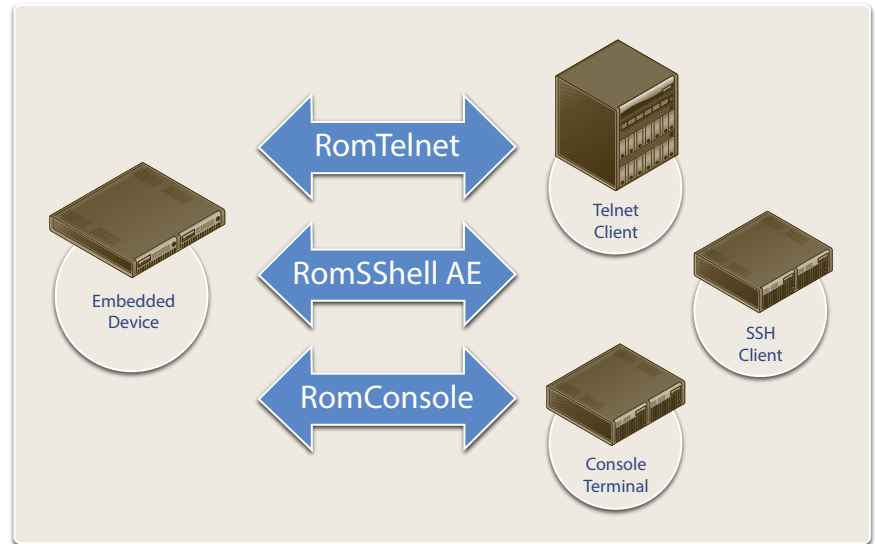 RomTelnet
Telnet
Client
Embedded
Device
RomSShell AE
SSH
Client
RomConsole
Console
Terminal